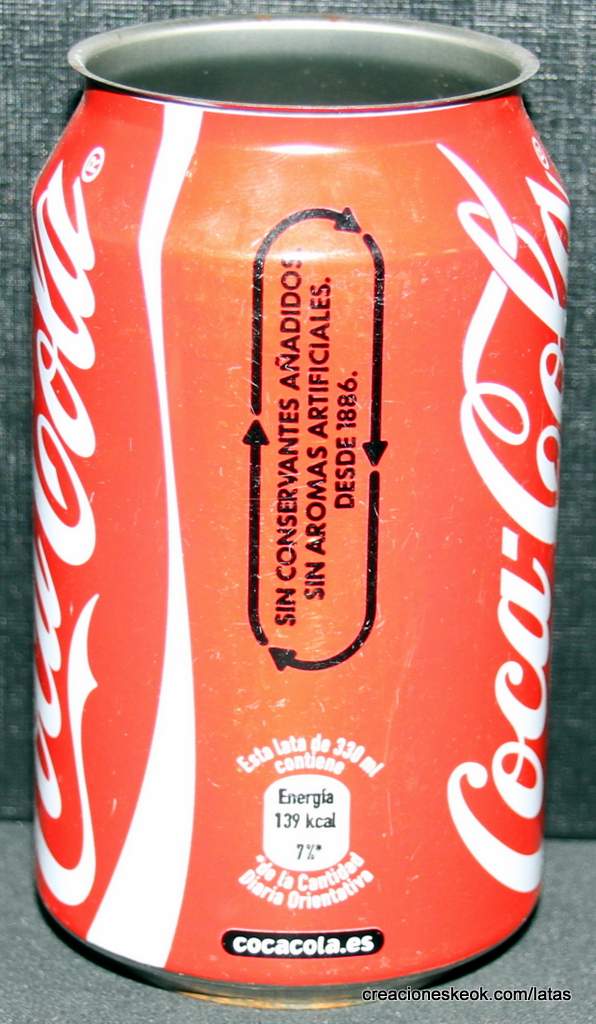 Coca-Cola®
SIN CONSERVANTES AÑADIDOS.
SIN AROMAS ARTIFICIALES.
DESDE 1886.
Coca-Cola®
Esta lata de 330 ml
contiene
Energía
139 kcal
7%*
*de la Cantidad
Diaria Orientativa
cocacola.es
creacioneskeok.com/latas